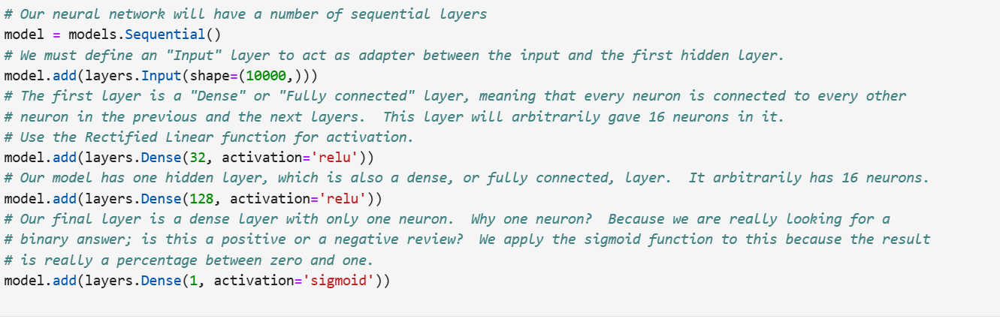 # Our neural network will have a number of sequential layers
model = models.Sequential()
# We must define an "Input" layer to act as adapter between the input and the first hidden layer.
model.add(layers.Input(shape=(10000,)))
# The first layer is a "Dense" or "Fully connected" layer, meaning that every neuron is connected to every other
# neuron in the previous and the next layers.  This layer will arbitrarily gave 16 neurons in it.
# Use the Rectified Linear function for activation.
model.add(layers.Dense(32, activation='relu'))
# Our model has one hidden layer, which is also a dense, or fully connected, layer.  It arbitrarily has 16 neurons.
model.add(layers.Dense(128, activation='relu'))
# Our final layer is a dense layer with only one neuron.  Why one neuron?  Because we are really looking for a
# binary answer; is this a positive or a negative review?  We apply the sigmoid function to this because the result
# is really a percentage between zero and one.
model.add(layers.Dense(1, activation='sigmoid'))